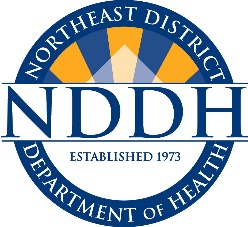 NORTHEAST DISTRICT
NDDH
ESTABLISHED 1973
DEPARTMENT OF HEALTH